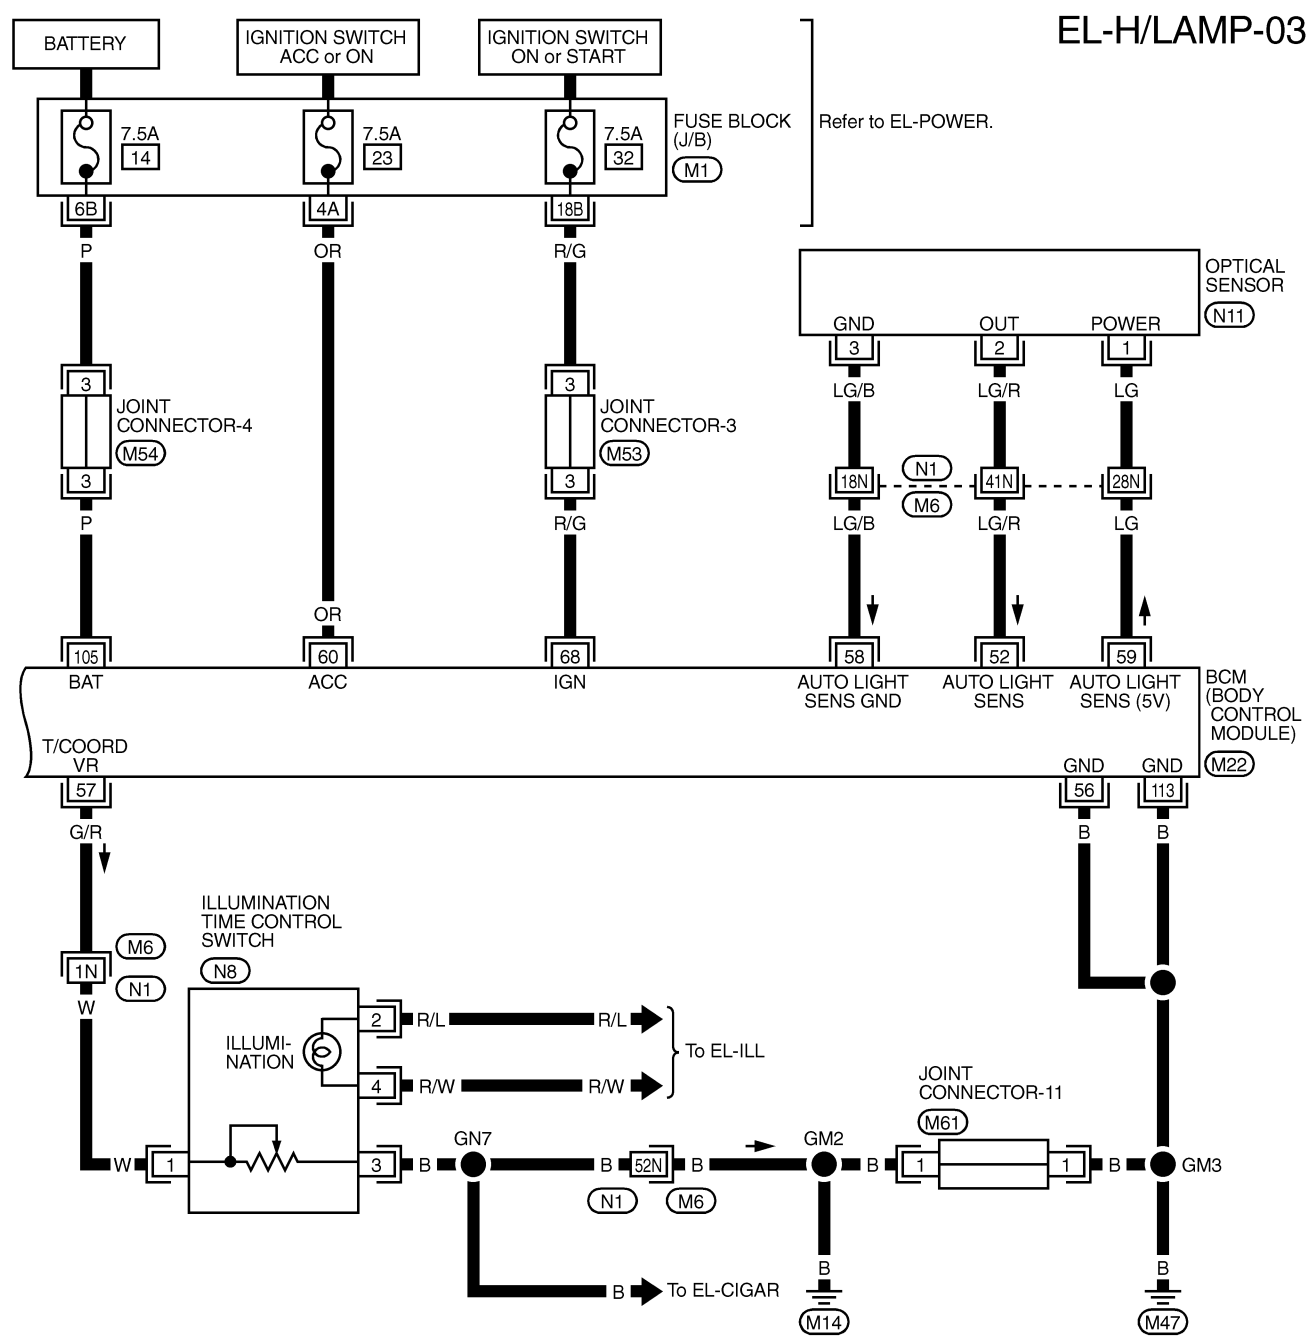 EL-H/LAMP-03
BATTERY
IGNITION SWITCH
ACC or ON
IGNITION SWITCH
ON or START
7.5A
14
7.5A
23
7.5A
32
FUSE BLOCK
(J/B)
M1
Refer to EL-POWER.
6B
4A
18B
P
OR
R/G
OPTICAL
SENSOR
N11
GND
OUT
POWER
3
2
1
LG/B
LG/R
LG
3
JOINT
CONNECTOR-4
M54
3
3
JOINT
CONNECTOR-3
M53
3
18N
N1
M6
41N
28N
P
R/G
LG/B
LG/R
LG
OR
105
60
68
58
52
59
BAT
ACC
IGN
AUTO LIGHT
SENS GND
AUTO LIGHT
SENS
AUTO LIGHT
SENS (5V)
BCM
(BODY
CONTROL
MODULE)
M22
T/COORD
VR
GND
GND
57
56
113
G/R
B
B
ILLUMINATION
TIME CONTROL
SWITCH
N8
1N
M6
N1
W
ILLUMI-
NATION
2
R/L
R/L
4
R/W
R/W
To EL-ILL
JOINT
CONNECTOR-11
M61
GN7
GM2
W
1
3
B
B
52N
B
B
1
1
B
GM3
N1
M6
B
To EL-CIGAR
B
B
M14
M47